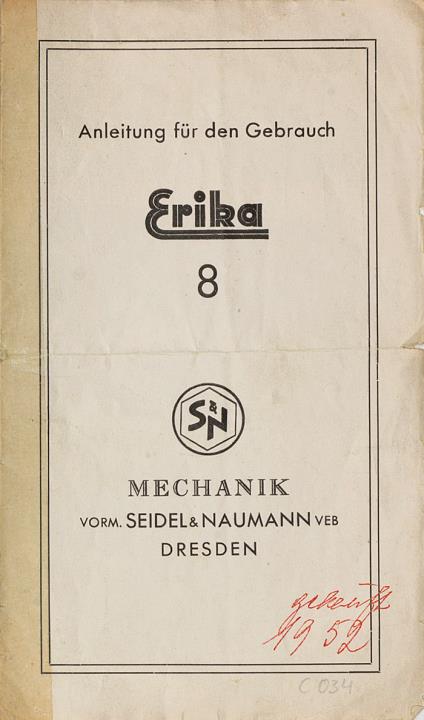 Anleitung für den Gebrauch
Erika
8
S&N
MECHANIK
VORM. SEIDEL & NAUMANN VEB
DRESDEN
gekauft
1952
C 034